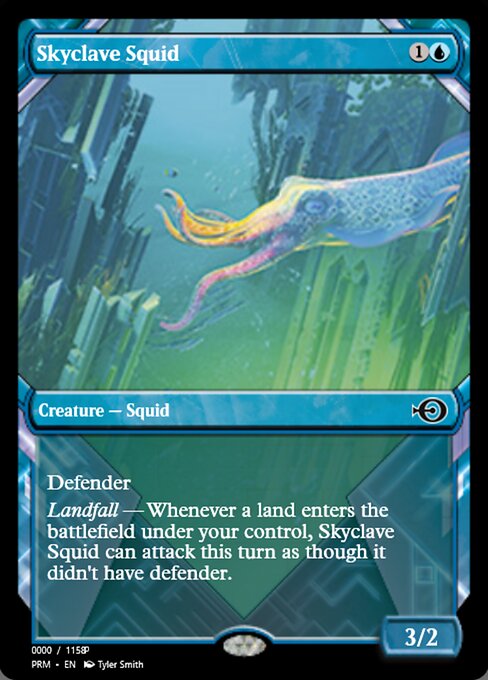 Skyclave Squid 1
Creature — Squid
Defender
Landfall — Whenever a land enters the
battlefield under your control, Skyclave
Squid can attack this turn as though it
didn't have defender.
3/2
0000 / 1158P
PRM • EN Tyler Smith